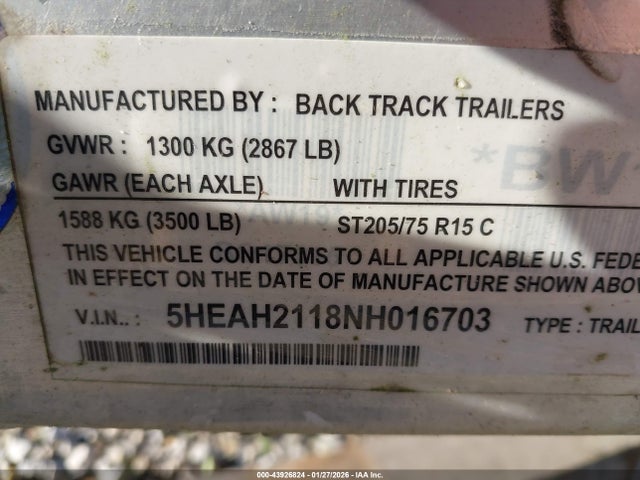 MANUFACTURED BY : BACK TRACK TRAILERS
GVWR : 1300 KG (2867 LB)
*BW
GAWR (EACH AXLE) WITH TIRES
1588 KG (3500 LB) ST205/75 R15 C
THIS VEHICLE CONFORMS TO ALL APPLICABLE U.S. FEDE
IN EFFECT ON THE DATE OF MANUFACTURE SHOWN ABOV
V.I.N.. : 5HEAH2118NH016703 TYPE : TRAIL
STOCK: 43926824 - 01/27/2026 - IAA Inc.